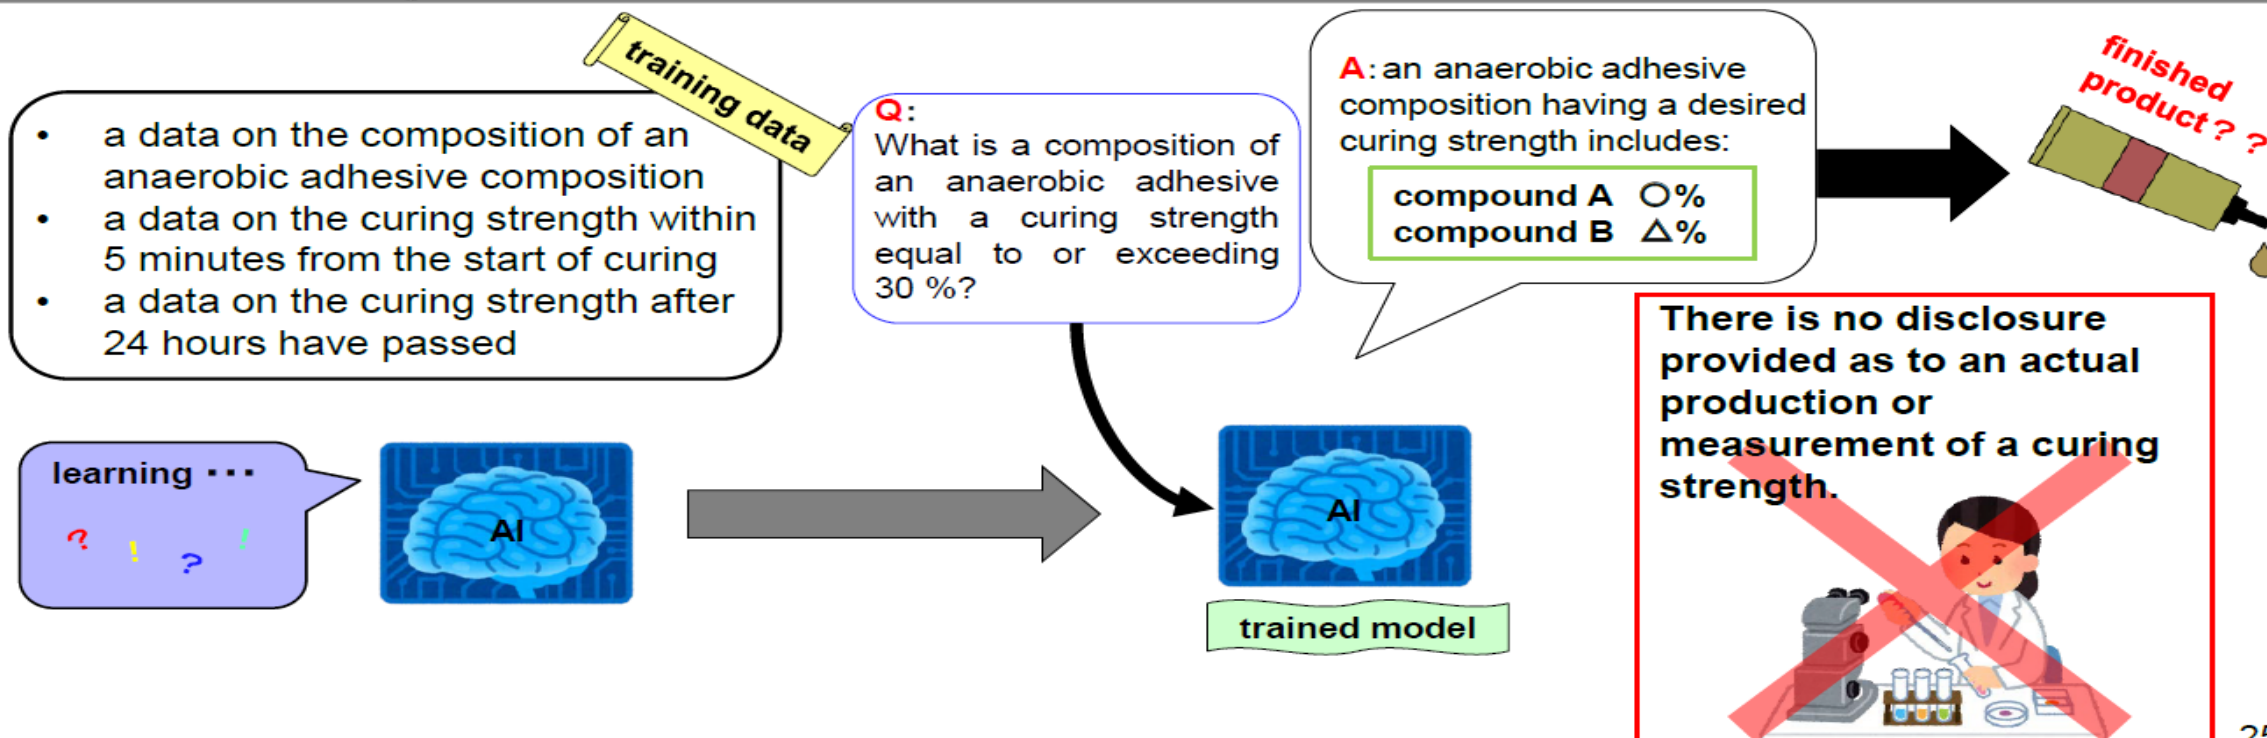 training data
• a data on the composition of an
anaerobic adhesive composition
• a data on the curing strength within
5 minutes from the start of curing
• a data on the curing strength after
24 hours have passed
Q:
What is a composition of
an anaerobic adhesive
with a curing strength
equal to or exceeding
30 %?
A:an anaerobic adhesive
composition having a desired
curing strength includes:
compound A ○%
compound B △%
finished
product??
learning ･･･
? ! ? !
AI
AI
trained model
There is no disclosure
provided as to an actual
production or
measurement of a curing
strength.